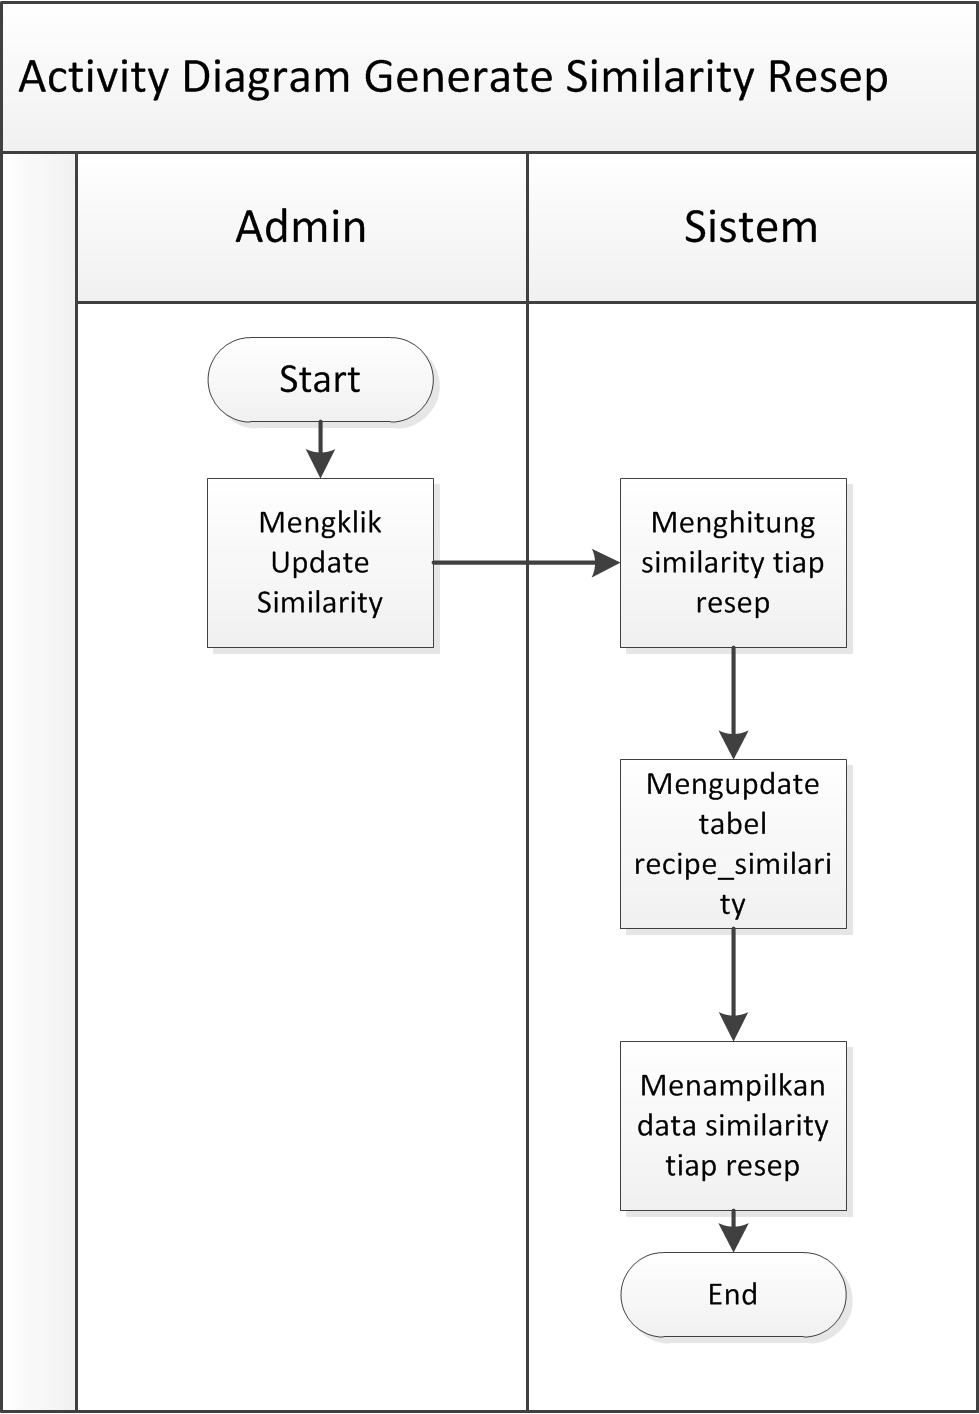 Activity Diagram Generate Similarity Resep
Admin
Sistem
Start
Mengklik
Update
Similarity
Menghitung
similarity tiap
resep
Mengupdate
tabel
recipe_similari
ty
Menampilkan
data similarity
tiap resep
End